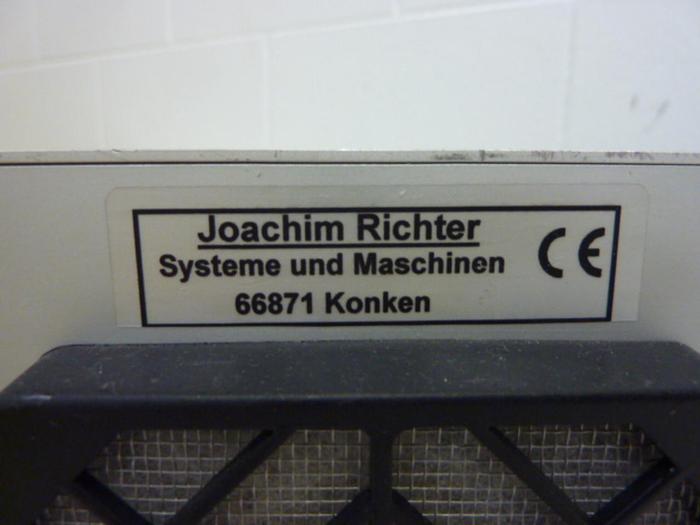 Joachim Richter
Systeme und Maschinen CE
66871 Konken